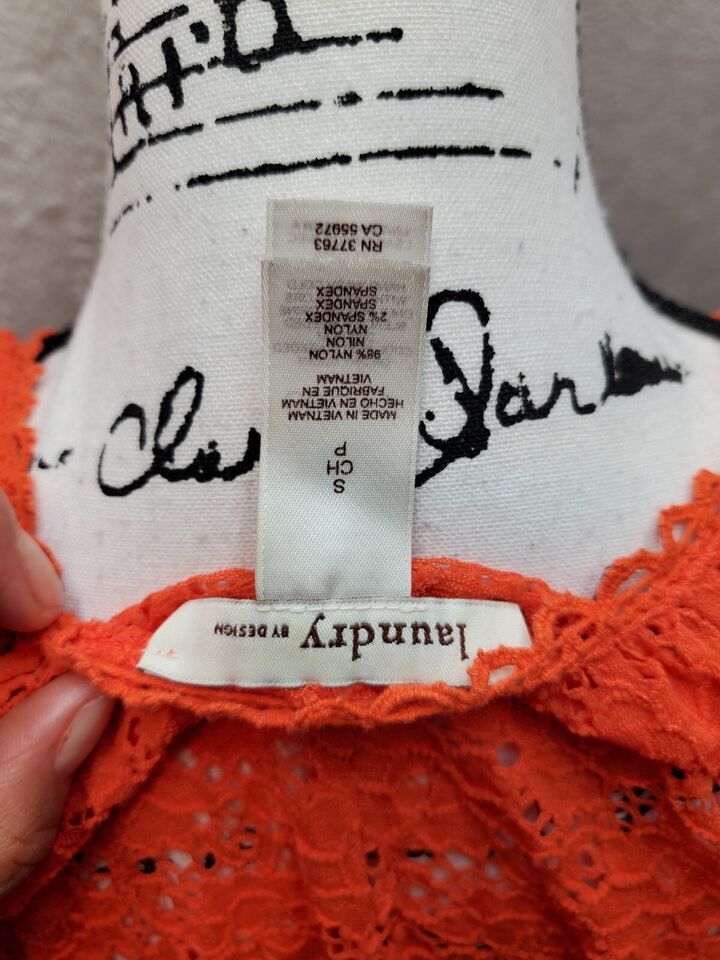 laundry BY DESIGN
S
CH
P
MADE IN VIETNAM
HECHO EN VIETNAM
FABRIQUE EN
VIETNAM
98% NYLON
NILON
NYLON
2% SPANDEX
SPANDEX
SPANDEX
RN 37763
CA 55972